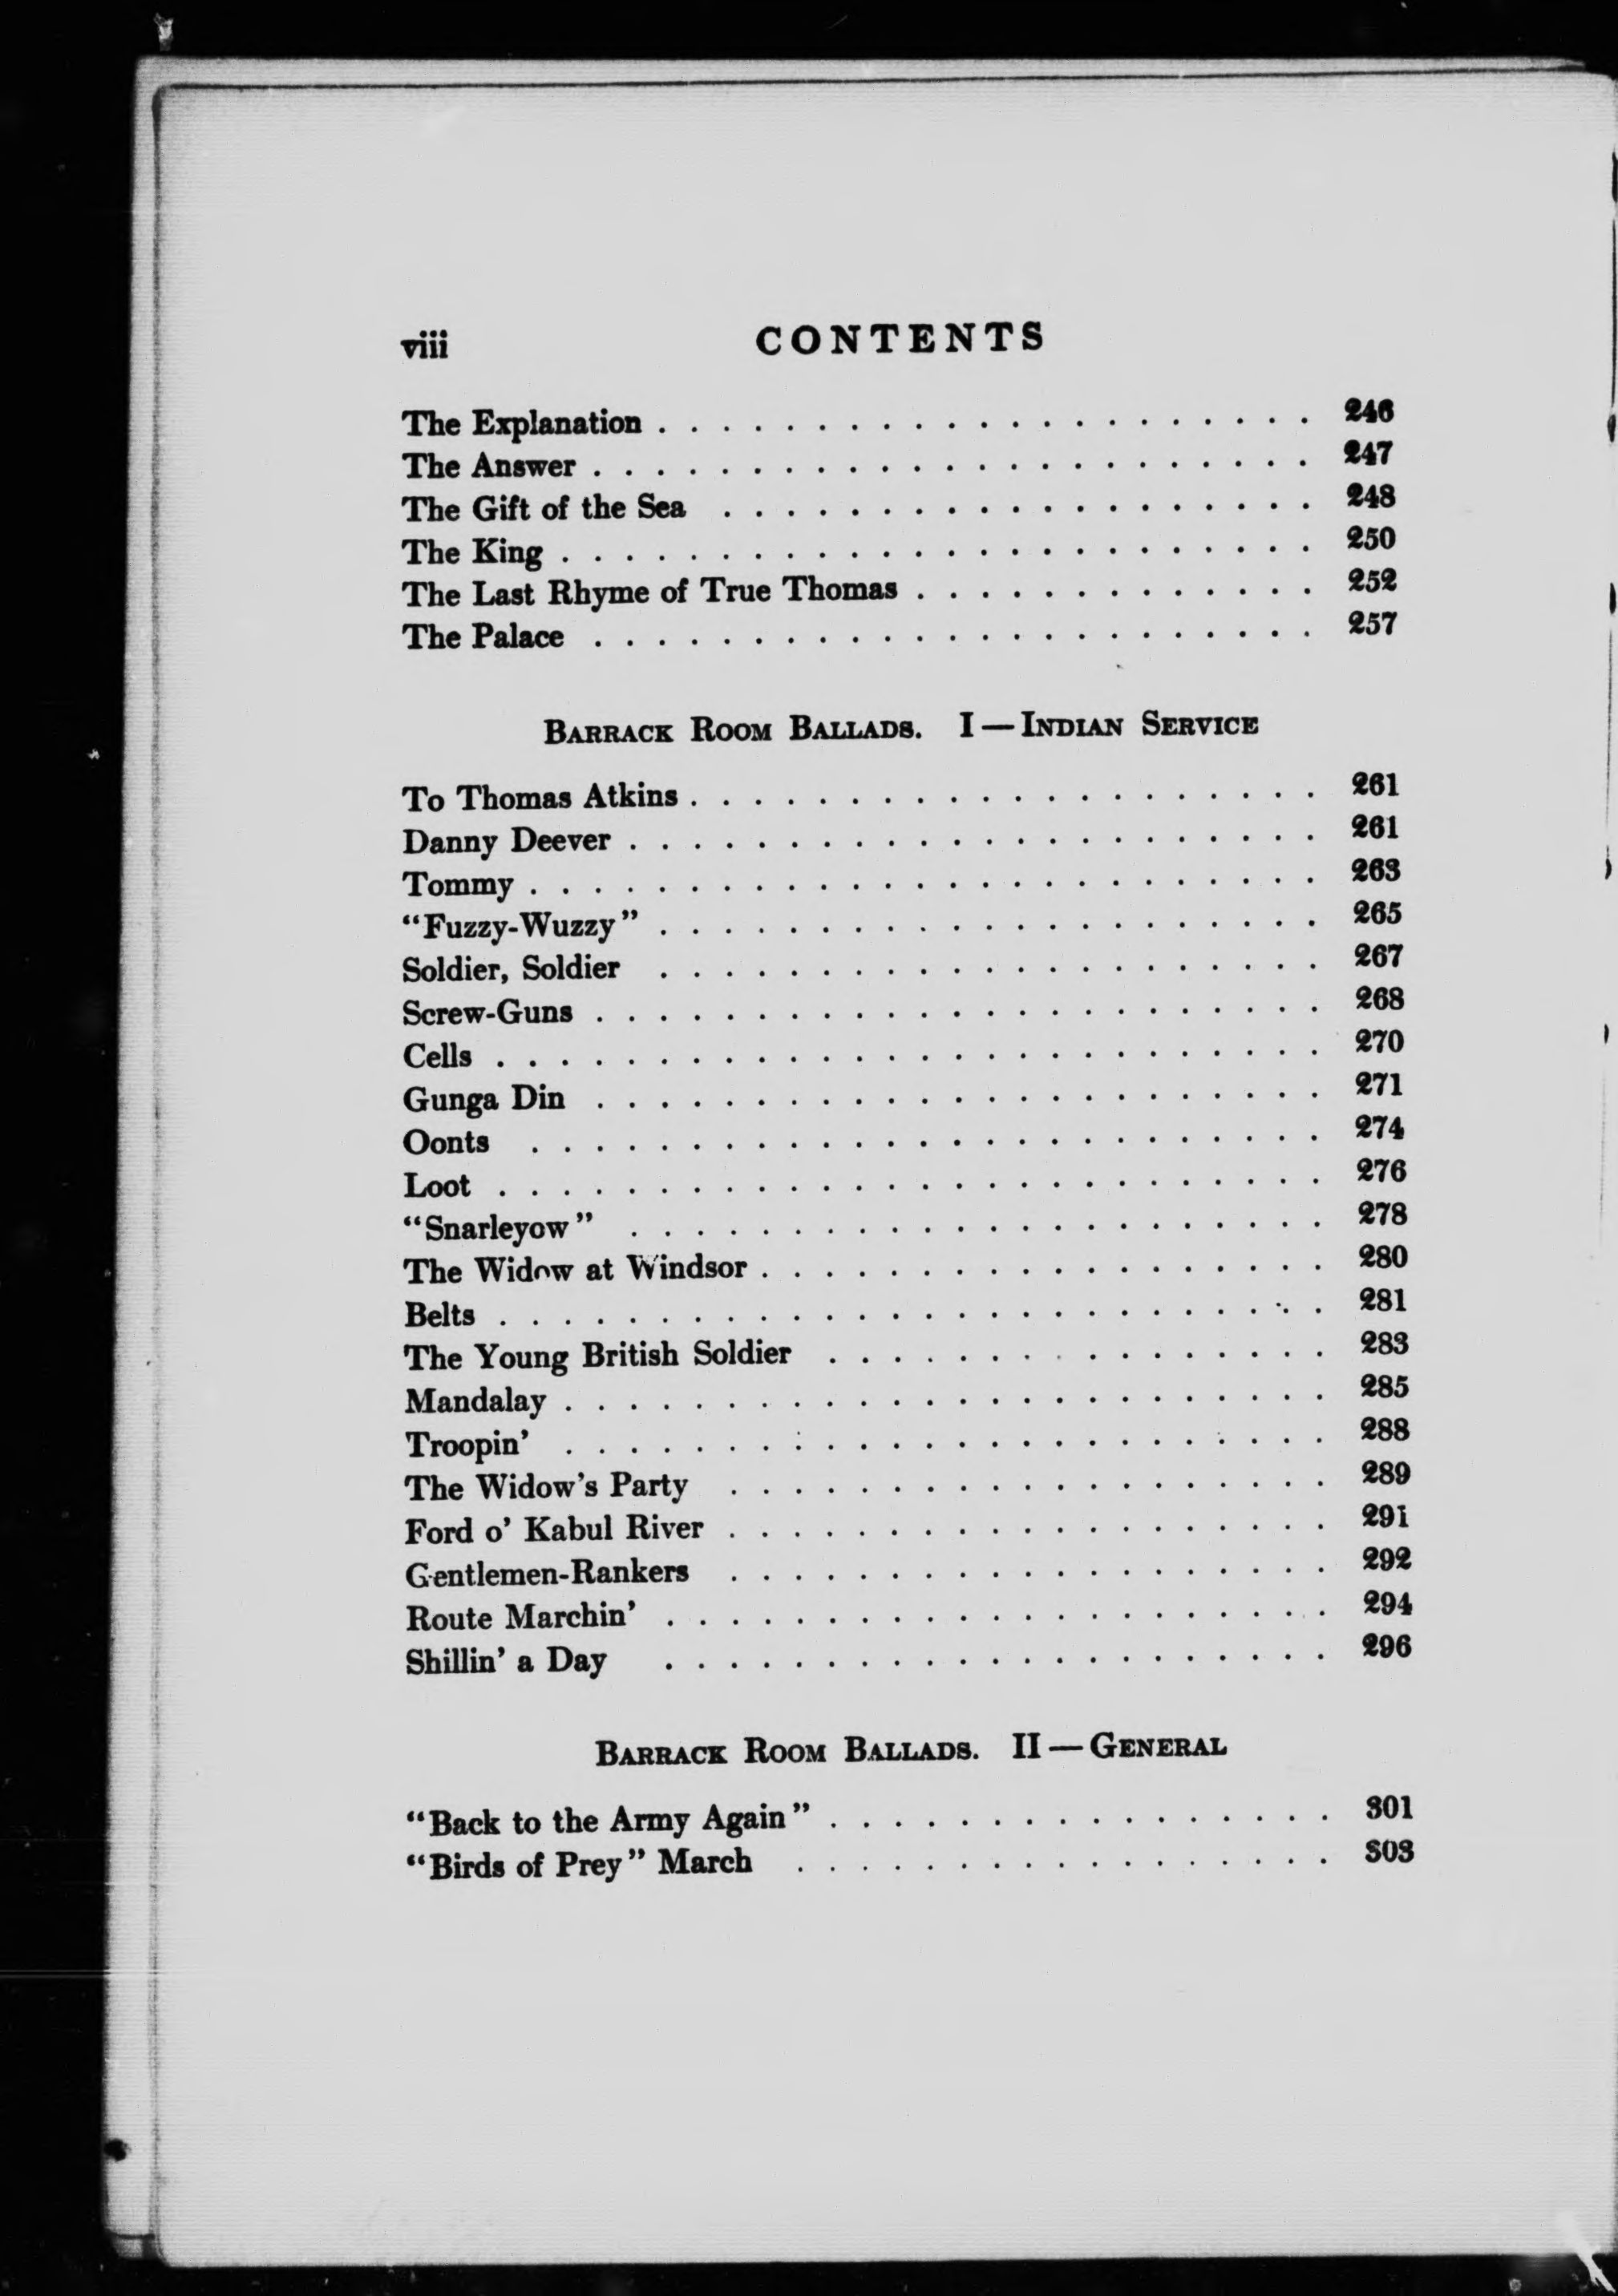 viii CONTENTS
The Explanation . . . . . . . . . . . . . . . . . . . . . 246
The Answer . . . . . . . . . . . . . . . . . . . . . . . 247
The Gift of the Sea . . . . . . . . . . . . . . . . . . . 248
The King . . . . . . . . . . . . . . . . . . . . . . . . 250
The Last Rhyme of True Thomas . . . . . . . . . . . . . 252
The Palace . . . . . . . . . . . . . . . . . . . . . . . 257
BARRACK ROOM BALLADS. I — INDIAN SERVICE
To Thomas Atkins . . . . . . . . . . . . . . . . . . . . 261
Danny Deever . . . . . . . . . . . . . . . . . . . . . . 261
Tommy . . . . . . . . . . . . . . . . . . . . . . . . . 263
“Fuzzy-Wuzzy” . . . . . . . . . . . . . . . . . . . . . 265
Soldier, Soldier . . . . . . . . . . . . . . . . . . . . . 267
Screw-Guns . . . . . . . . . . . . . . . . . . . . . . . 268
Cells . . . . . . . . . . . . . . . . . . . . . . . . . . 270
Gunga Din . . . . . . . . . . . . . . . . . . . . . . . 271
Oonts . . . . . . . . . . . . . . . . . . . . . . . . . 274
Loot . . . . . . . . . . . . . . . . . . . . . . . . . . 276
“Snarleyow” . . . . . . . . . . . . . . . . . . . . . . 278
The Widow at Windsor . . . . . . . . . . . . . . . . . . 280
Belts . . . . . . . . . . . . . . . . . . . . . . . . . . 281
The Young British Soldier . . . . . . . . . . . . . . . . 283
Mandalay . . . . . . . . . . . . . . . . . . . . . . . . 285
Troopin’ . . . . . . . . . . . . . . . . . . . . . . . . 288
The Widow’s Party . . . . . . . . . . . . . . . . . . . 289
Ford o’ Kabul River . . . . . . . . . . . . . . . . . . . 291
Gentlemen-Rankers . . . . . . . . . . . . . . . . . . . 292
Route Marchin’ . . . . . . . . . . . . . . . . . . . . . 294
Shillin’ a Day . . . . . . . . . . . . . . . . . . . . . 296
BARRACK ROOM BALLADS. II — GENERAL
“Back to the Army Again” . . . . . . . . . . . . . . . . 301
“Birds of Prey” March . . . . . . . . . . . . . . . . . 303